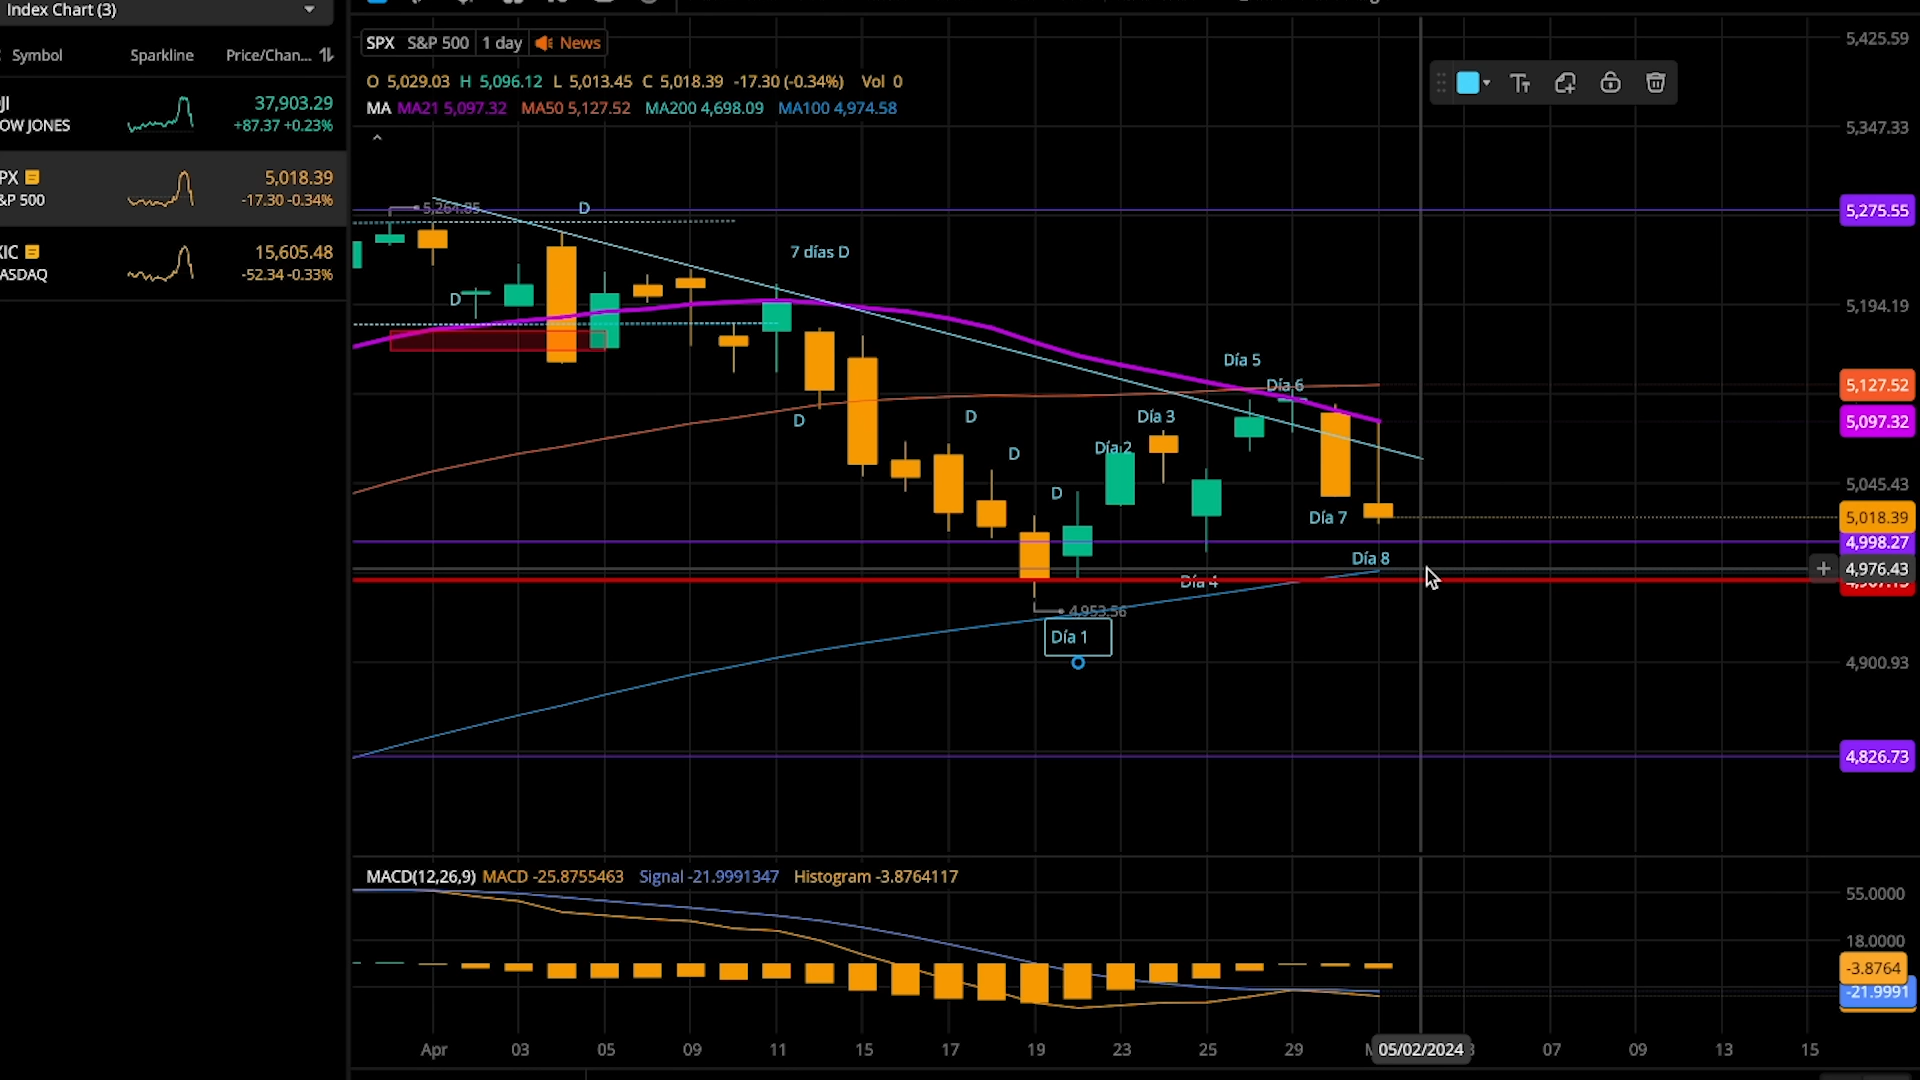 Index Chart (3)
Symbol Sparkline Price/Chan...
JI 37,903.29
OW JONES +87.37 +0.23%
PX 5,018.39
&P 500 -17.30 -0.34%
KIC 15,605.48
ASDAQ -52.34 -0.33%
SPX S&P 500 1 day News
O 5,029.03 H 5,096.12 L 5,013.45 C 5,018.39 -17.30 (-0.34%) Vol 0
MA MA21 5,097.32 MA50 5,127.52 MA200 4,698.09 MA100 4,974.58
5,264.85
D
7 días D
D
D
D
D
D
Día 1
Día 2
Día 3
Día 4
Día 5
Día 6
Día 7
Día 8
4,953.56
5,425.59
5,347.33
5,275.55
5,194.19
5,127.52
5,097.32
5,045.43
5,018.39
4,998.27
4,976.43
4,900.93
4,826.73
MACD(12,26,9) MACD -25.8755463 Signal -21.9991347 Histogram -3.8764117
55.0000
18.0000
-3.8764
-21.9991
Apr 03 05 09 11 15 17 19 23 25 29 05/02/2024 07 09 13 15